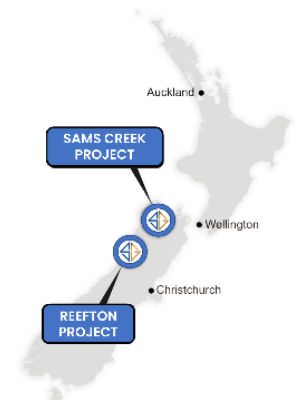 Auckland
SAMS CREEK
PROJECT
Wellington
Christchurch
REEFTON
PROJECT